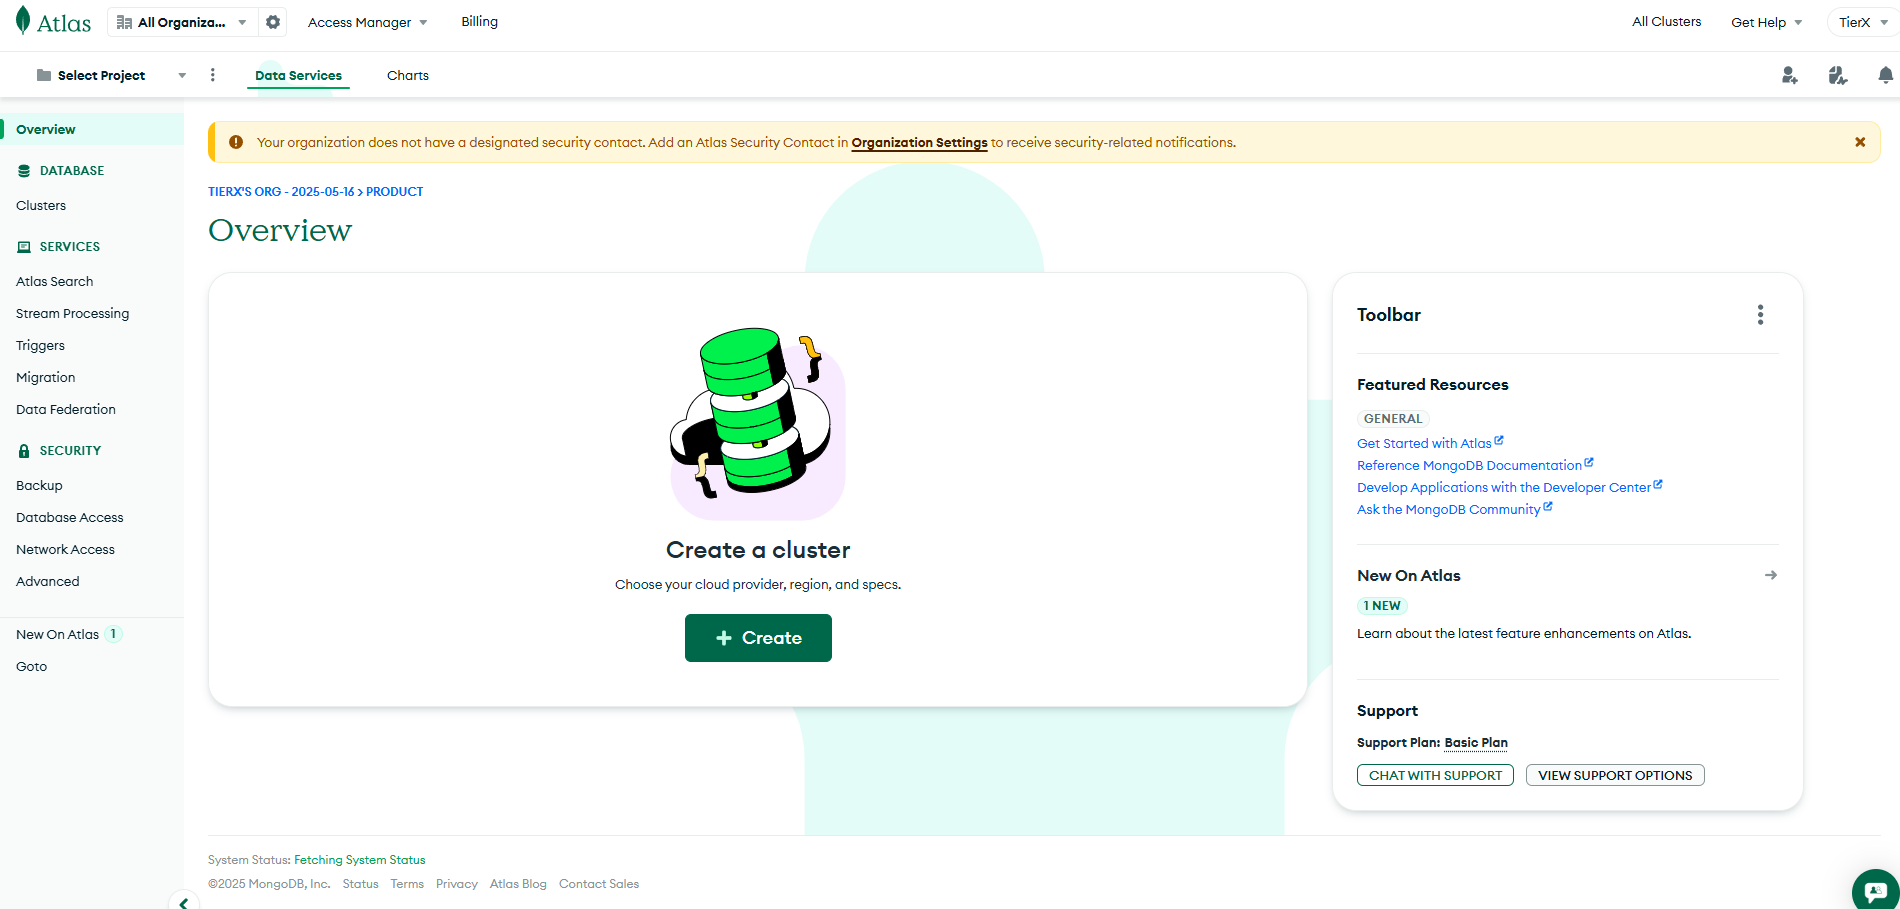 Atlas
All Organiza...
Access Manager
Billing
All Clusters
Get Help
TierX
Select Project
Data Services
Charts
Overview
DATABASE
Clusters
SERVICES
Atlas Search
Stream Processing
Triggers
Migration
Data Federation
SECURITY
Backup
Database Access
Network Access
Advanced
New On Atlas 1
Goto
Your organization does not have a designated security contact. Add an Atlas Security Contact in Organization Settings to receive security-related notifications.
TIERX'S ORG - 2025-05-16 > PRODUCT
Overview
Create a cluster
Choose your cloud provider, region, and specs.
+ Create
Toolbar
Featured Resources
GENERAL
Get Started with Atlas
Reference MongoDB Documentation
Develop Applications with the Developer Center
Ask the MongoDB Community
New On Atlas
1 NEW
Learn about the latest feature enhancements on Atlas.
Support
Support Plan: Basic Plan
CHAT WITH SUPPORT
VIEW SUPPORT OPTIONS
System Status: Fetching System Status
©2025 MongoDB, Inc. Status Terms Privacy Atlas Blog Contact Sales